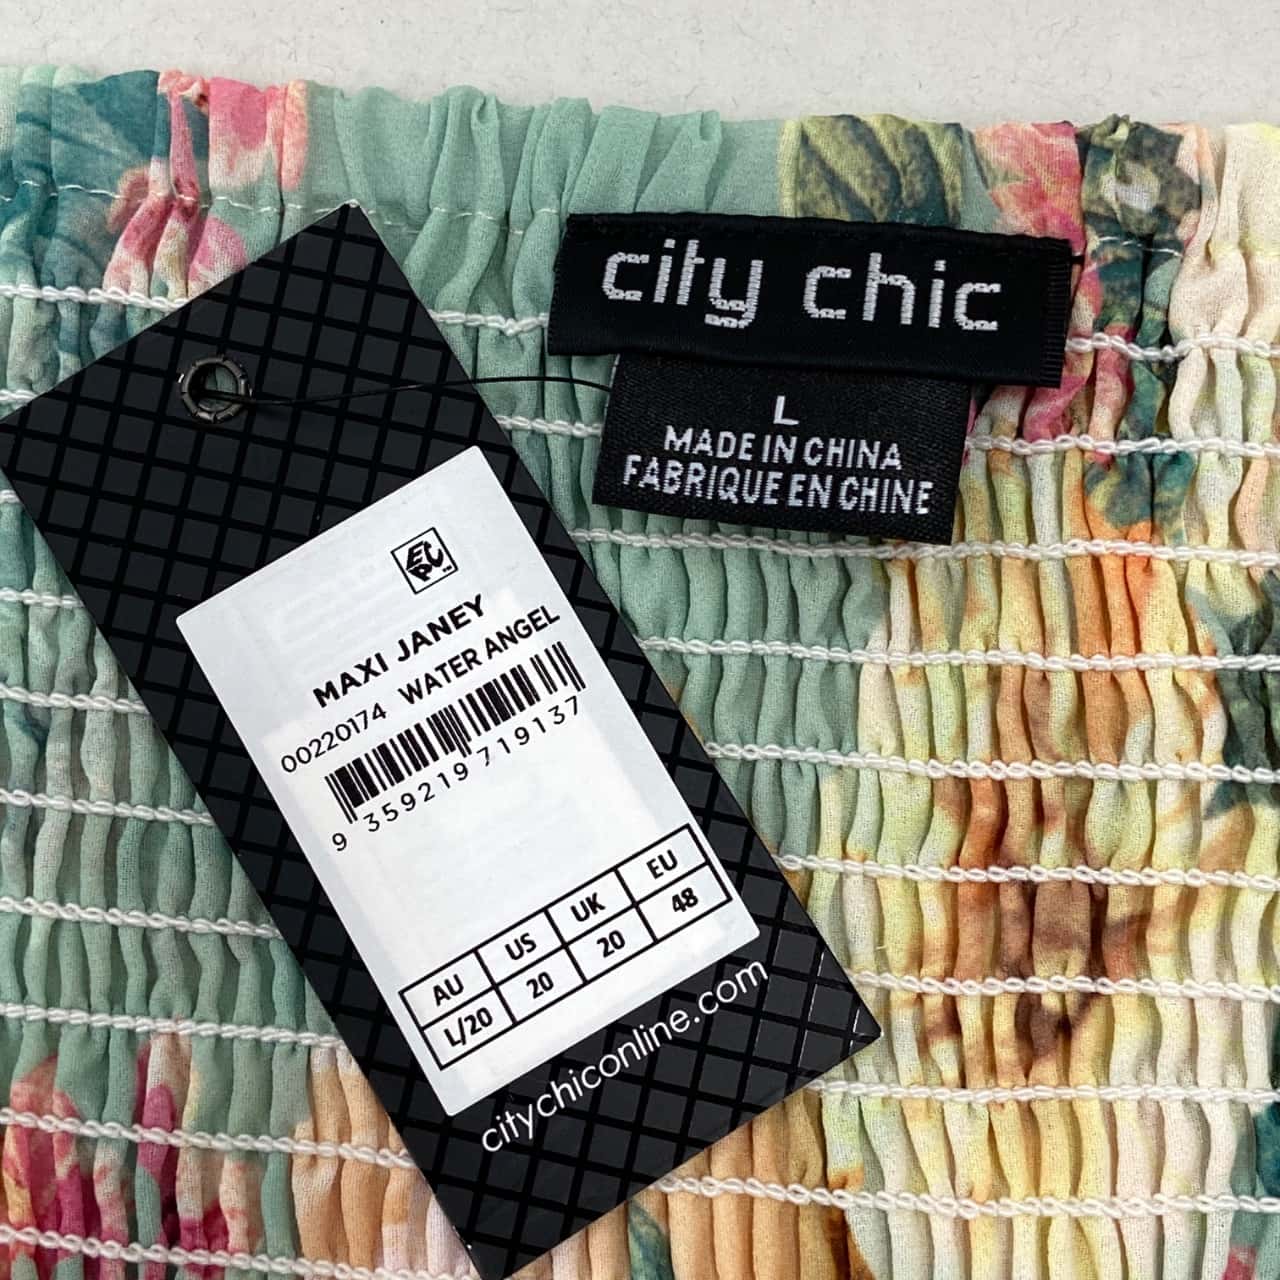 city chic
L
MADE IN CHINA
FABRIQUE EN CHINE
EPC
MAXI JANEY
00220174 WATER ANGEL
9 359219 719137
AU US UK EU
L/20 20 20 48
citychiconline.com